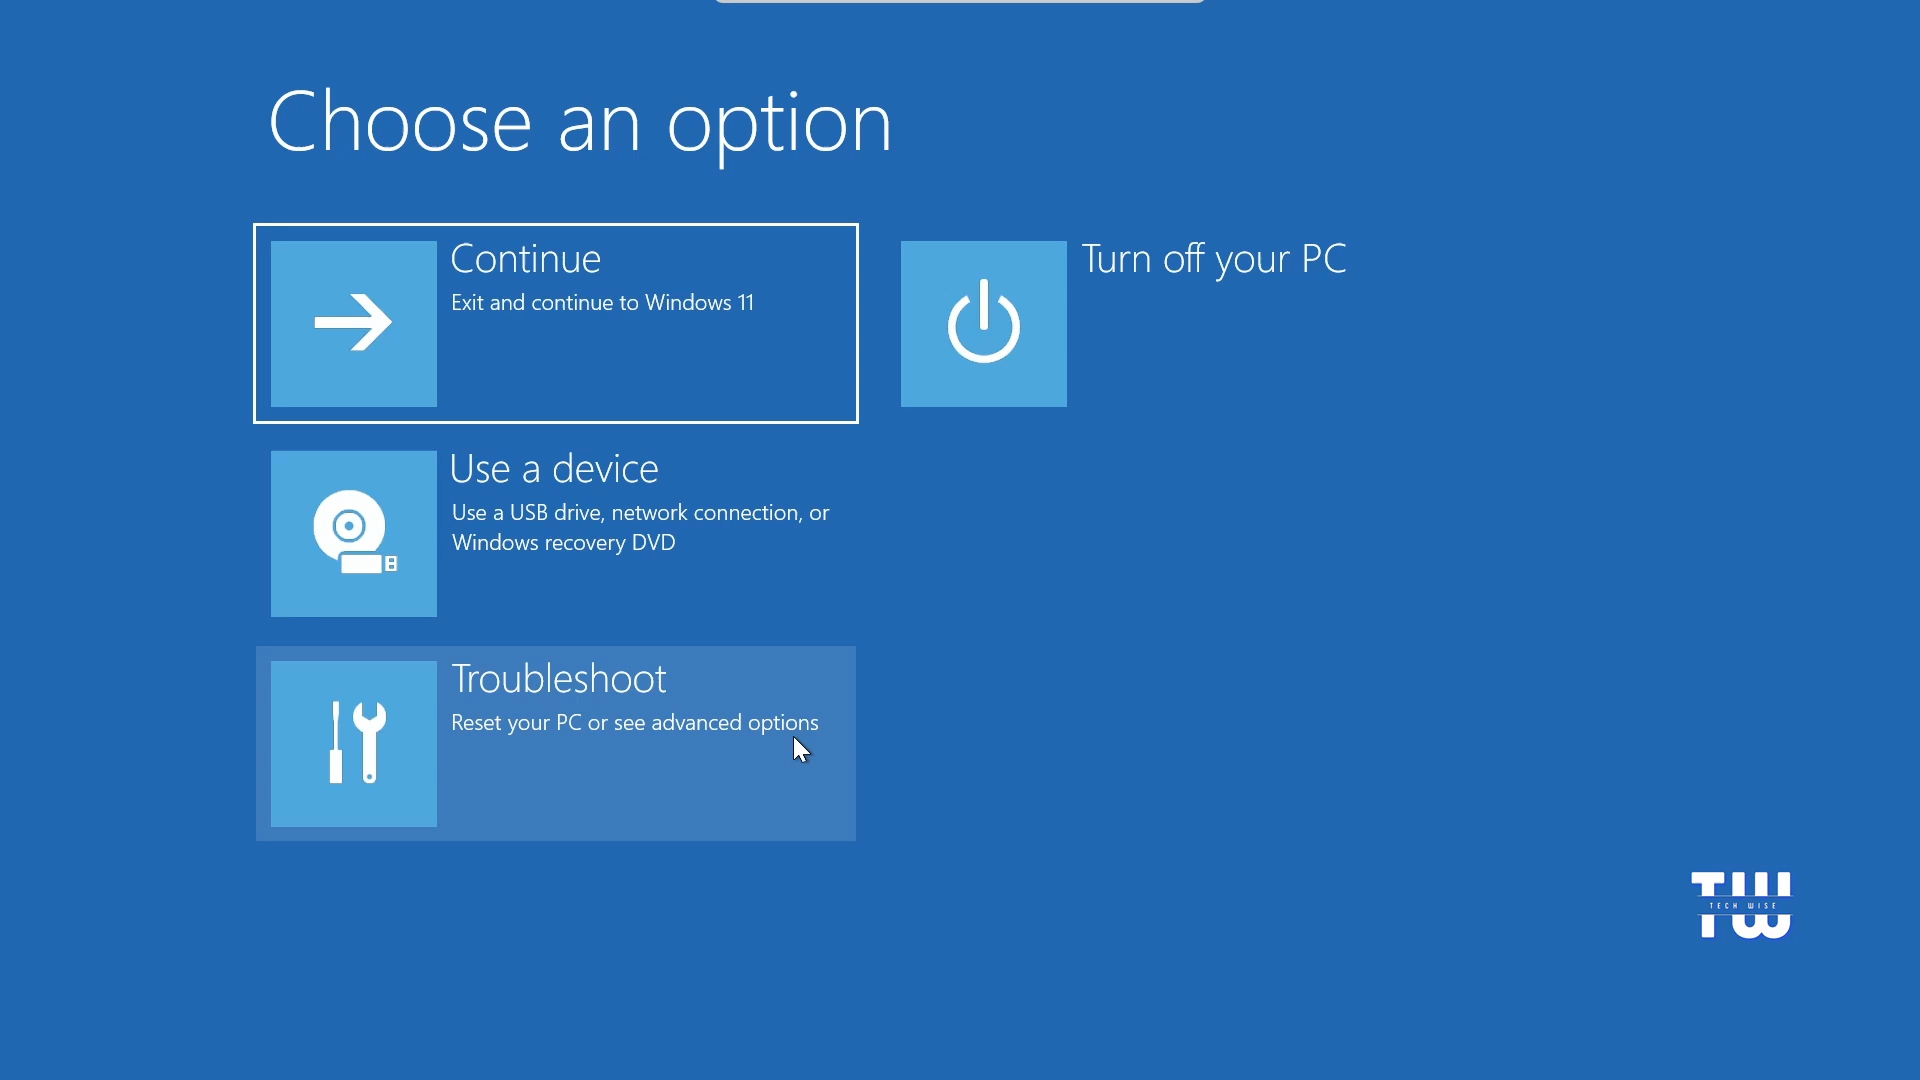 Choose an option
Continue
Exit and continue to Windows 11
Turn off your PC
Use a device
Use a USB drive, network connection, or
Windows recovery DVD
Troubleshoot
Reset your PC or see advanced options
TW
TECH WISE